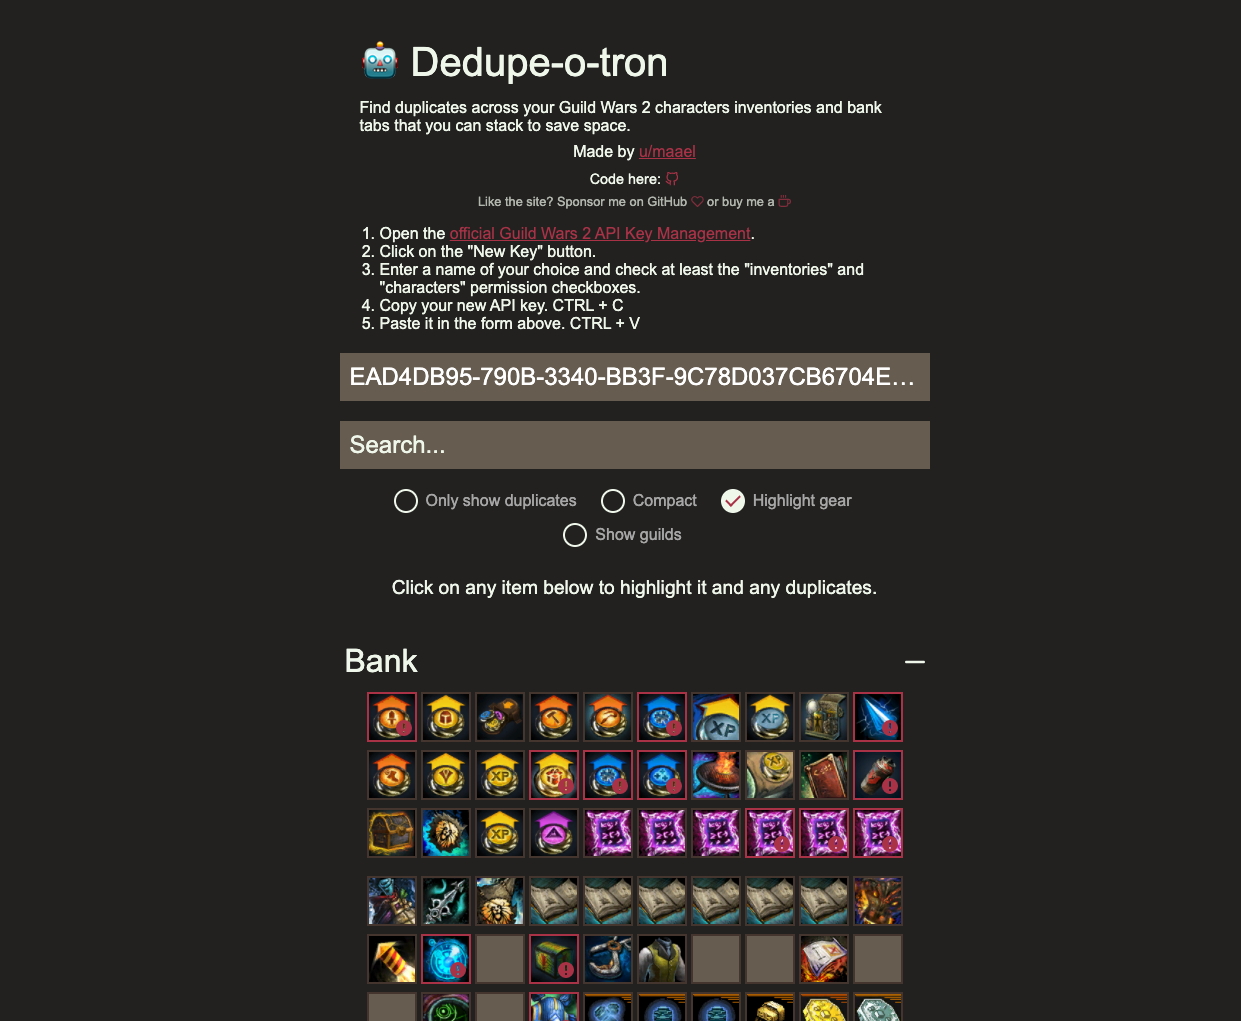 Dedupe-o-tron
Find duplicates across your Guild Wars 2 characters inventories and bank
tabs that you can stack to save space.
Made by u/maael
Code here:
Like the site? Sponsor me on GitHub or buy me a
1. Open the official Guild Wars 2 API Key Management.
2. Click on the "New Key" button.
3. Enter a name of your choice and check at least the "inventories" and
"characters" permission checkboxes.
4. Copy your new API key. CTRL + C
5. Paste it in the form above. CTRL + V
EAD4DB95-790B-3340-BB3F-9C78D037CB6704E...
Search...
Only show duplicates Compact Highlight gear
Show guilds
Click on any item below to highlight it and any duplicates.
Bank
XP XP
XP XP
XP